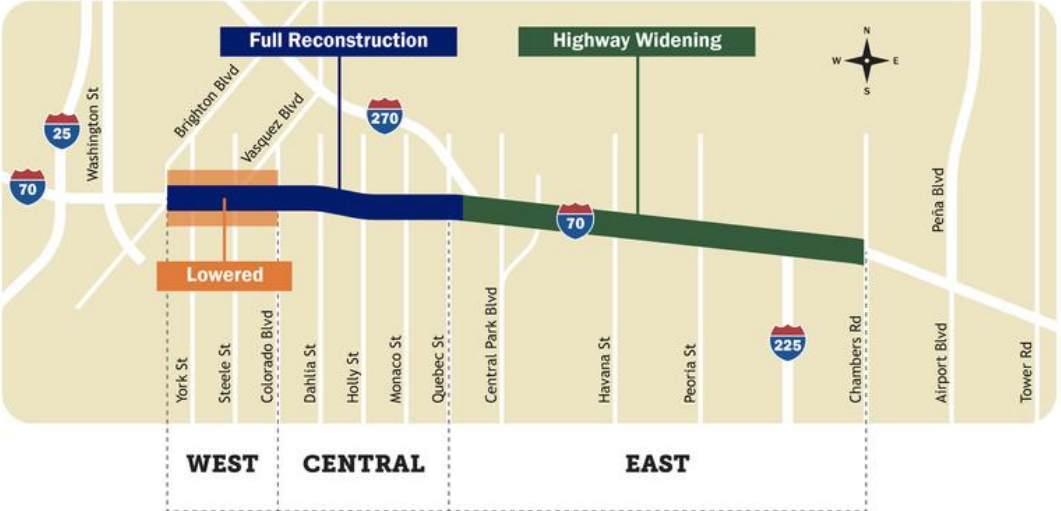 Full Reconstruction
Highway Widening
N
W
E
S
Brighton Blvd
Vasquez Blvd
Washington St
25
270
70
70
Peña Blvd
Lowered
225
York St
Steele St
Colorado Blvd
Dahlia St
Holly St
Monaco St
Quebec St
Central Park Blvd
Havana St
Peoria St
Chambers Rd
Airport Blvd
Tower Rd
WEST
CENTRAL
EAST